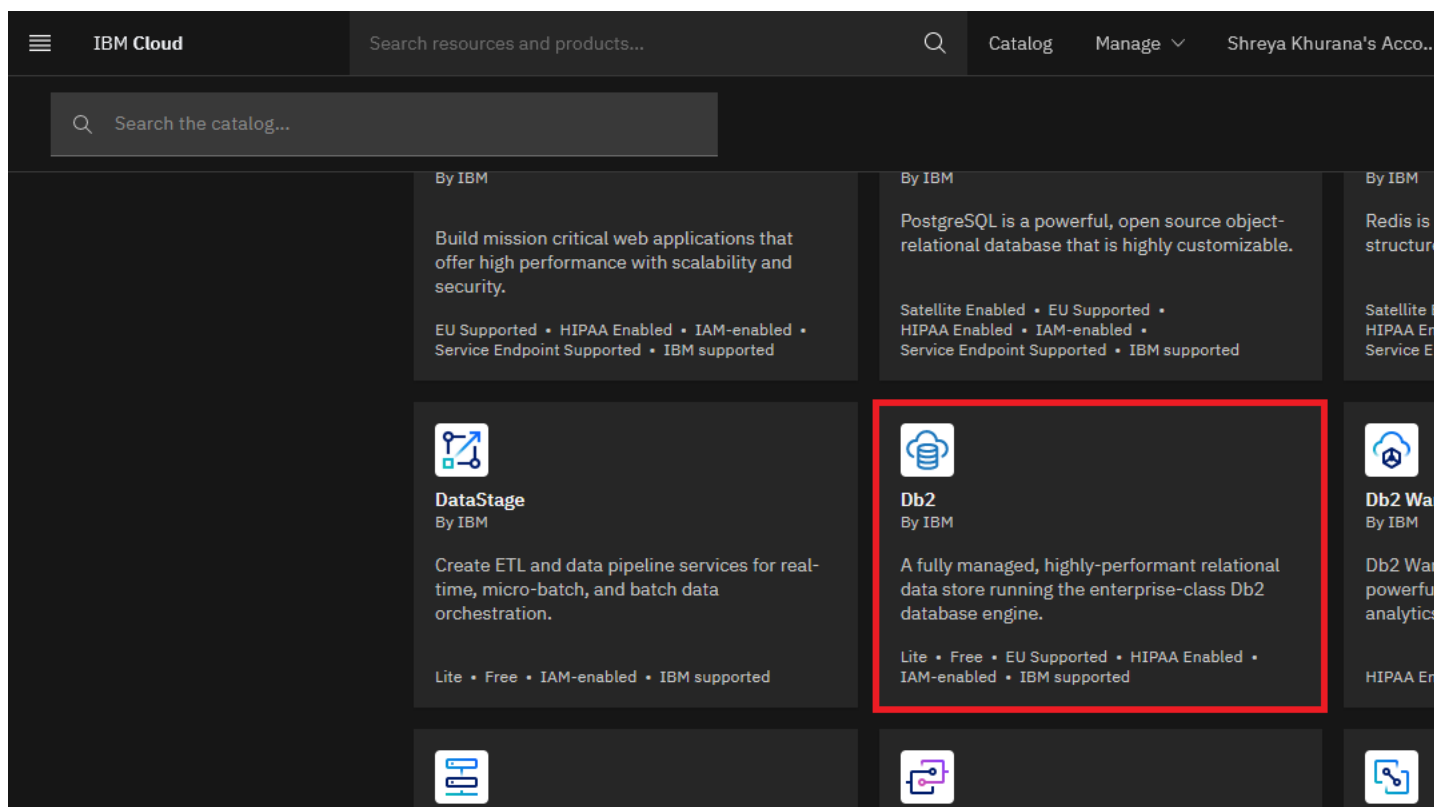 IBM Cloud
Search resources and products...
Catalog
Manage
Shreya Khurana's Acco..
Search the catalog...
By IBM
Build mission critical web applications that
offer high performance with scalability and
security.
EU Supported • HIPAA Enabled • IAM-enabled •
Service Endpoint Supported • IBM supported
By IBM
PostgreSQL is a powerful, open source object-
relational database that is highly customizable.
Satellite Enabled • EU Supported •
HIPAA Enabled • IAM-enabled •
Service Endpoint Supported • IBM supported
By IBM
Redis is
structur
Satellite
HIPAA
Service
DataStage
By IBM
Create ETL and data pipeline services for real-
time, micro-batch, and batch data
orchestration.
Lite • Free • IAM-enabled • IBM supported
Db2
By IBM
A fully managed, highly-performant relational
data store running the enterprise-class Db2
database engine.
Lite • Free • EU Supported • HIPAA Enabled •
IAM-enabled • IBM supported
Db2 Wa
By IBM
Db2 Wa
powerfu
analytics
HIPAA